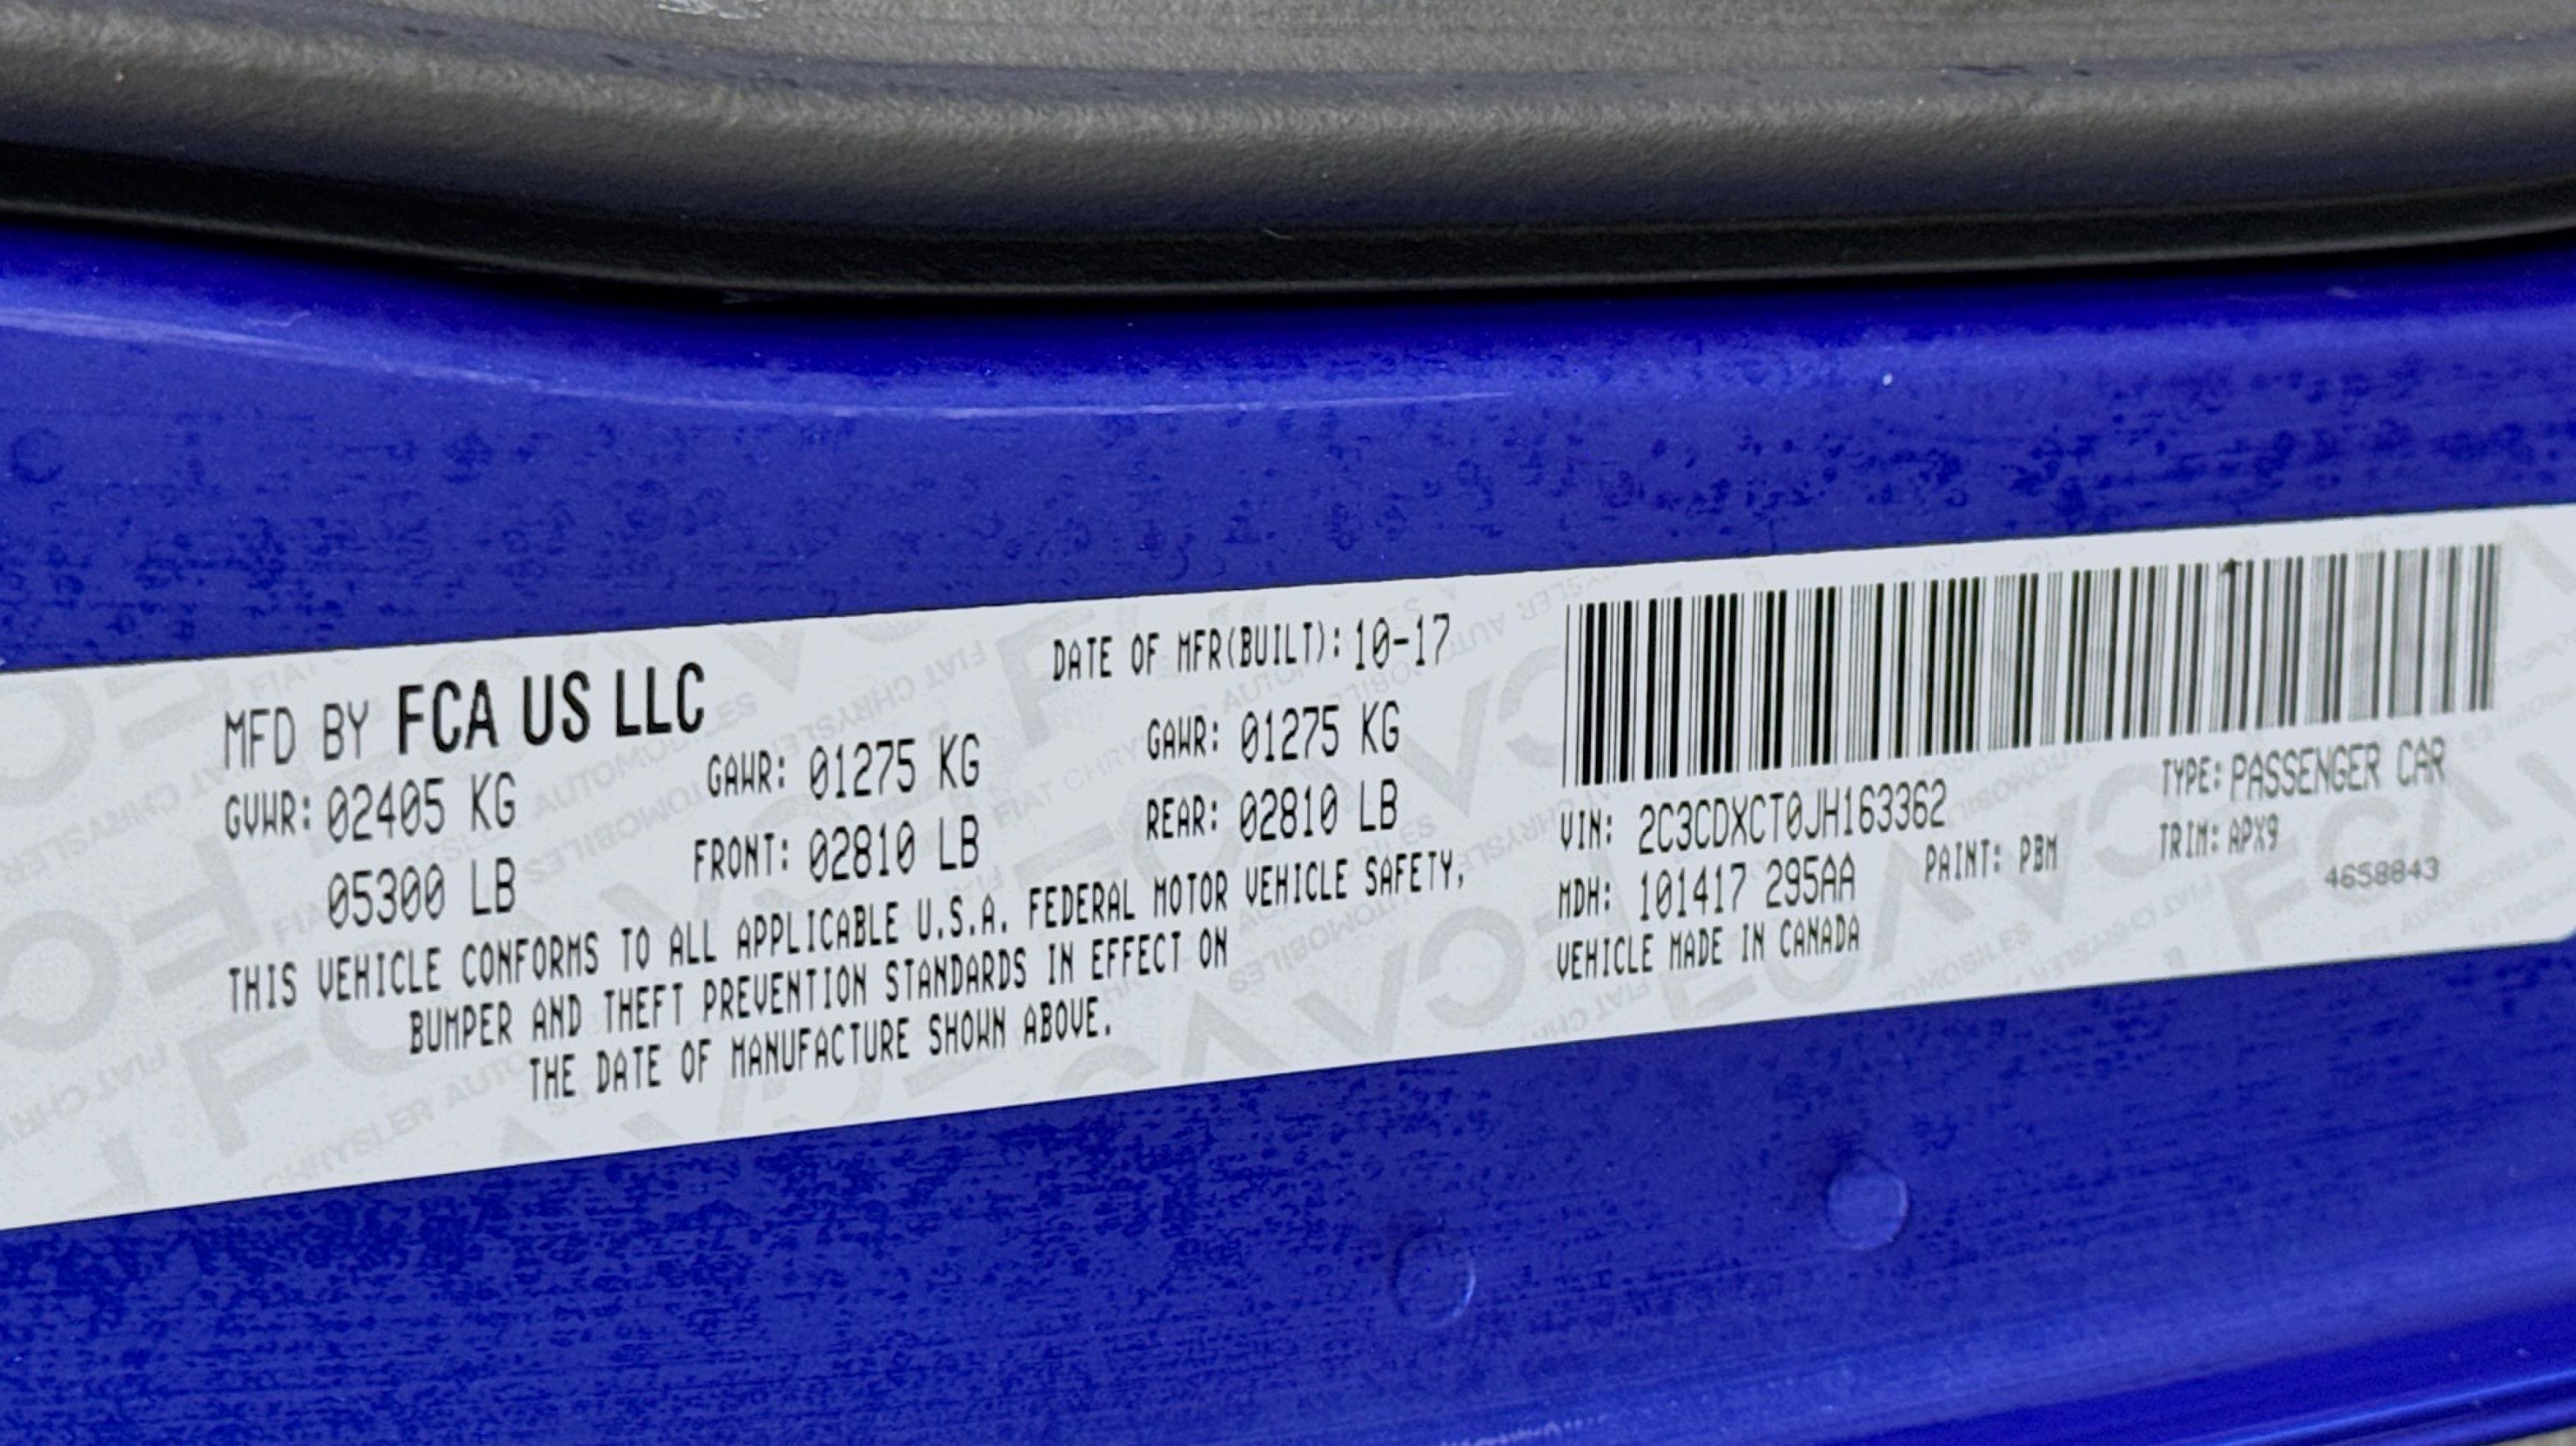 MFD BY FCA US LLC
DATE OF MFR(BUILT): 10-17
GVWR: 02405 KG
GAWR: 01275 KG
GAWR: 01275 KG
05300 LB
FRONT: 02810 LB
REAR: 02810 LB
THIS VEHICLE CONFORMS TO ALL APPLICABLE U.S.A. FEDERAL MOTOR VEHICLE SAFETY,
BUMPER AND THEFT PREVENTION STANDARDS IN EFFECT ON
THE DATE OF MANUFACTURE SHOWN ABOVE.
VIN: 2C3CDXCT0JH163362
TYPE: PASSENGER CAR
MDH: 101417 295AA
PAINT: PBM
TRIM: APX9
VEHICLE MADE IN CANADA
4658843